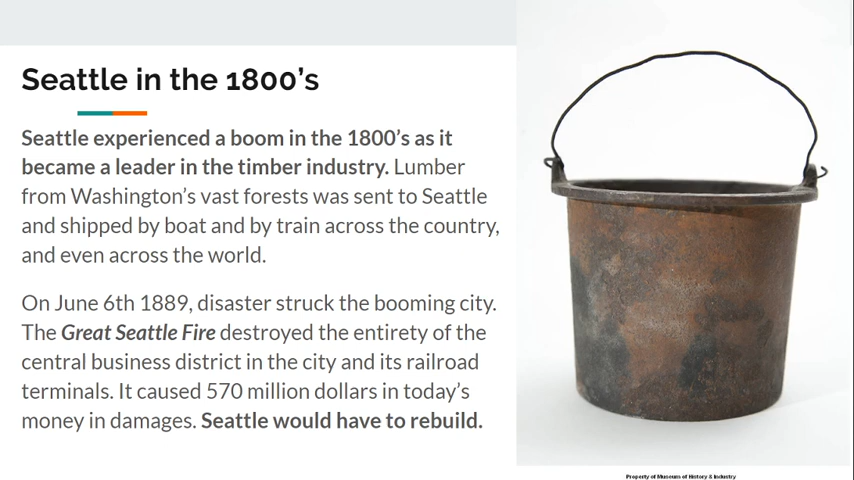 Seattle in the 1800’s
Seattle experienced a boom in the 1800’s as it
became a leader in the timber industry. Lumber
from Washington’s vast forests was sent to Seattle
and shipped by boat and by train across the country,
and even across the world.
On June 6th 1889, disaster struck the booming city.
The Great Seattle Fire destroyed the entirety of the
central business district in the city and its railroad
terminals. It caused 570 million dollars in today’s
money in damages. Seattle would have to rebuild.
Property of Museum of History & Industry